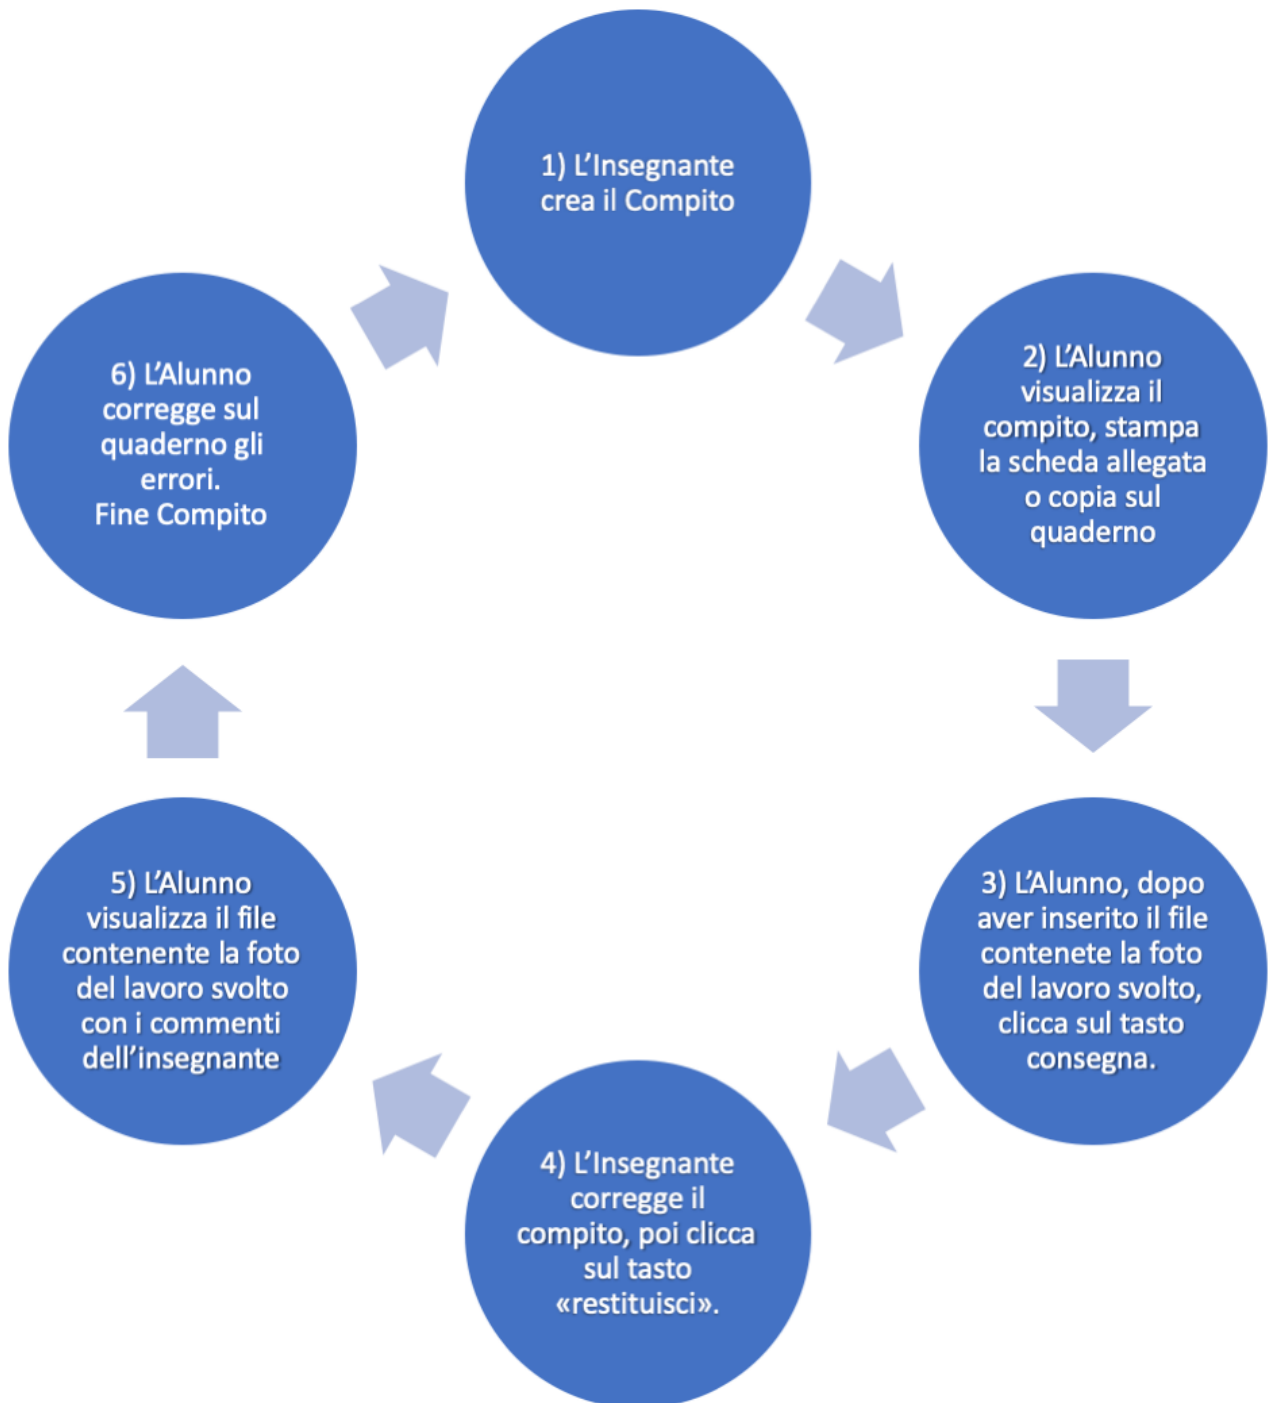 1) L’Insegnante
crea il Compito
2) L’Alunno
visualizza il
compito, stampa
la scheda allegata
o copia sul
quaderno
3) L’Alunno, dopo
aver inserito il file
contenete la foto
del lavoro svolto,
clicca sul tasto
consegna.
4) L’Insegnante
corregge il
compito, poi clicca
sul tasto
«restituisci».
5) L’Alunno
visualizza il file
contenente la foto
del lavoro svolto
con i commenti
dell’insegnante
6) L’Alunno
corregge sul
quaderno gli
errori.
Fine Compito